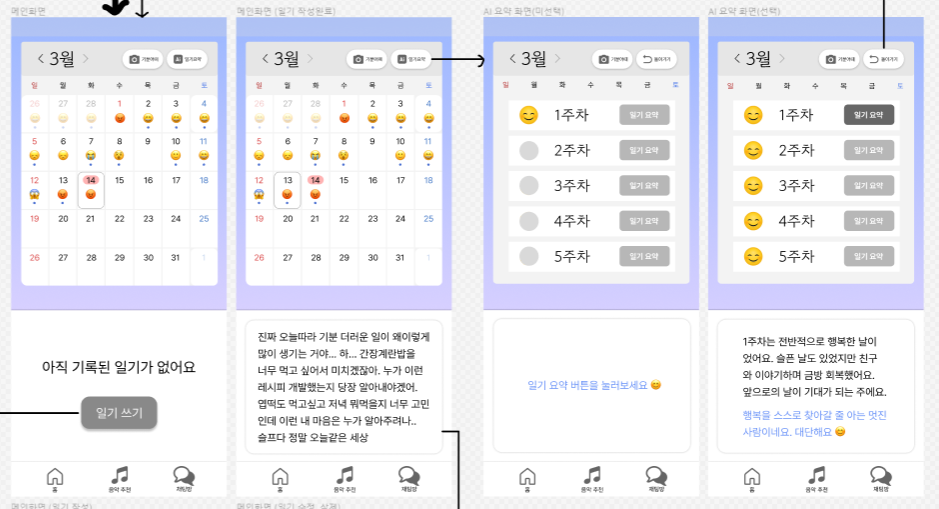 메인화면
< 3월 >
기분어때
일기요약
일 월 화 수 목 금 토
26 27 28 1 2 3 4
5 6 7 8 9 10 11
12 13 14 15 16 17 18
19 20 21 22 23 24 25
26 27 28 29 30 31 1
아직 기록된 일기가 없어요
일기 쓰기
홈
음악 추천
채팅방
메인화면 (일기 작성완료)
< 3월 >
기분어때
일기요약
일 월 화 수 목 금 토
26 27 28 1 2 3 4
5 6 7 8 9 10 11
12 13 14 15 16 17 18
19 20 21 22 23 24 25
26 27 28 29 30 31 1
진짜 오늘따라 기분 더러운 일이 왜이렇게
많이 생기는 거야... 하... 간장계란밥을
너무 먹고 싶어서 미치겠잖아. 누가 이런
레시피 개발했는지 당장 알아내야겠어.
엽떡도 먹고싶고 저녁 뭐먹을지 너무 고민
인데 이런 내 마음은 누가 알아주려나..
슬프다 정말 오늘같은 세상
홈
음악 추천
채팅방
AI 요약 화면(미선택)
< 3월 >
기분어때
돌아가기
일 월 화 수 목 금 토
1주차 일기 요약
2주차 일기 요약
3주차 일기 요약
4주차 일기 요약
5주차 일기 요약
일기 요약 버튼을 눌러보세요 😊
홈
음악 추천
채팅방
AI 요약 화면(선택)
< 3월 >
기분어때
돌아가기
일 월 화 수 목 금 토
1주차 일기 요약
2주차 일기 요약
3주차 일기 요약
4주차 일기 요약
5주차 일기 요약
1주차는 전반적으로 행복한 날이
었어요. 슬픈 날도 있었지만 친구
와 이야기하며 금방 회복했어요.
앞으로의 날이 기대가 되는 주에요.
행복을 스스로 찾아갈 줄 아는 멋진
사람이네요. 대단해요 😊
홈
음악 추천
채팅방
메인화면 (일기 작성)
메인화면 (일기 수정, 삭제)